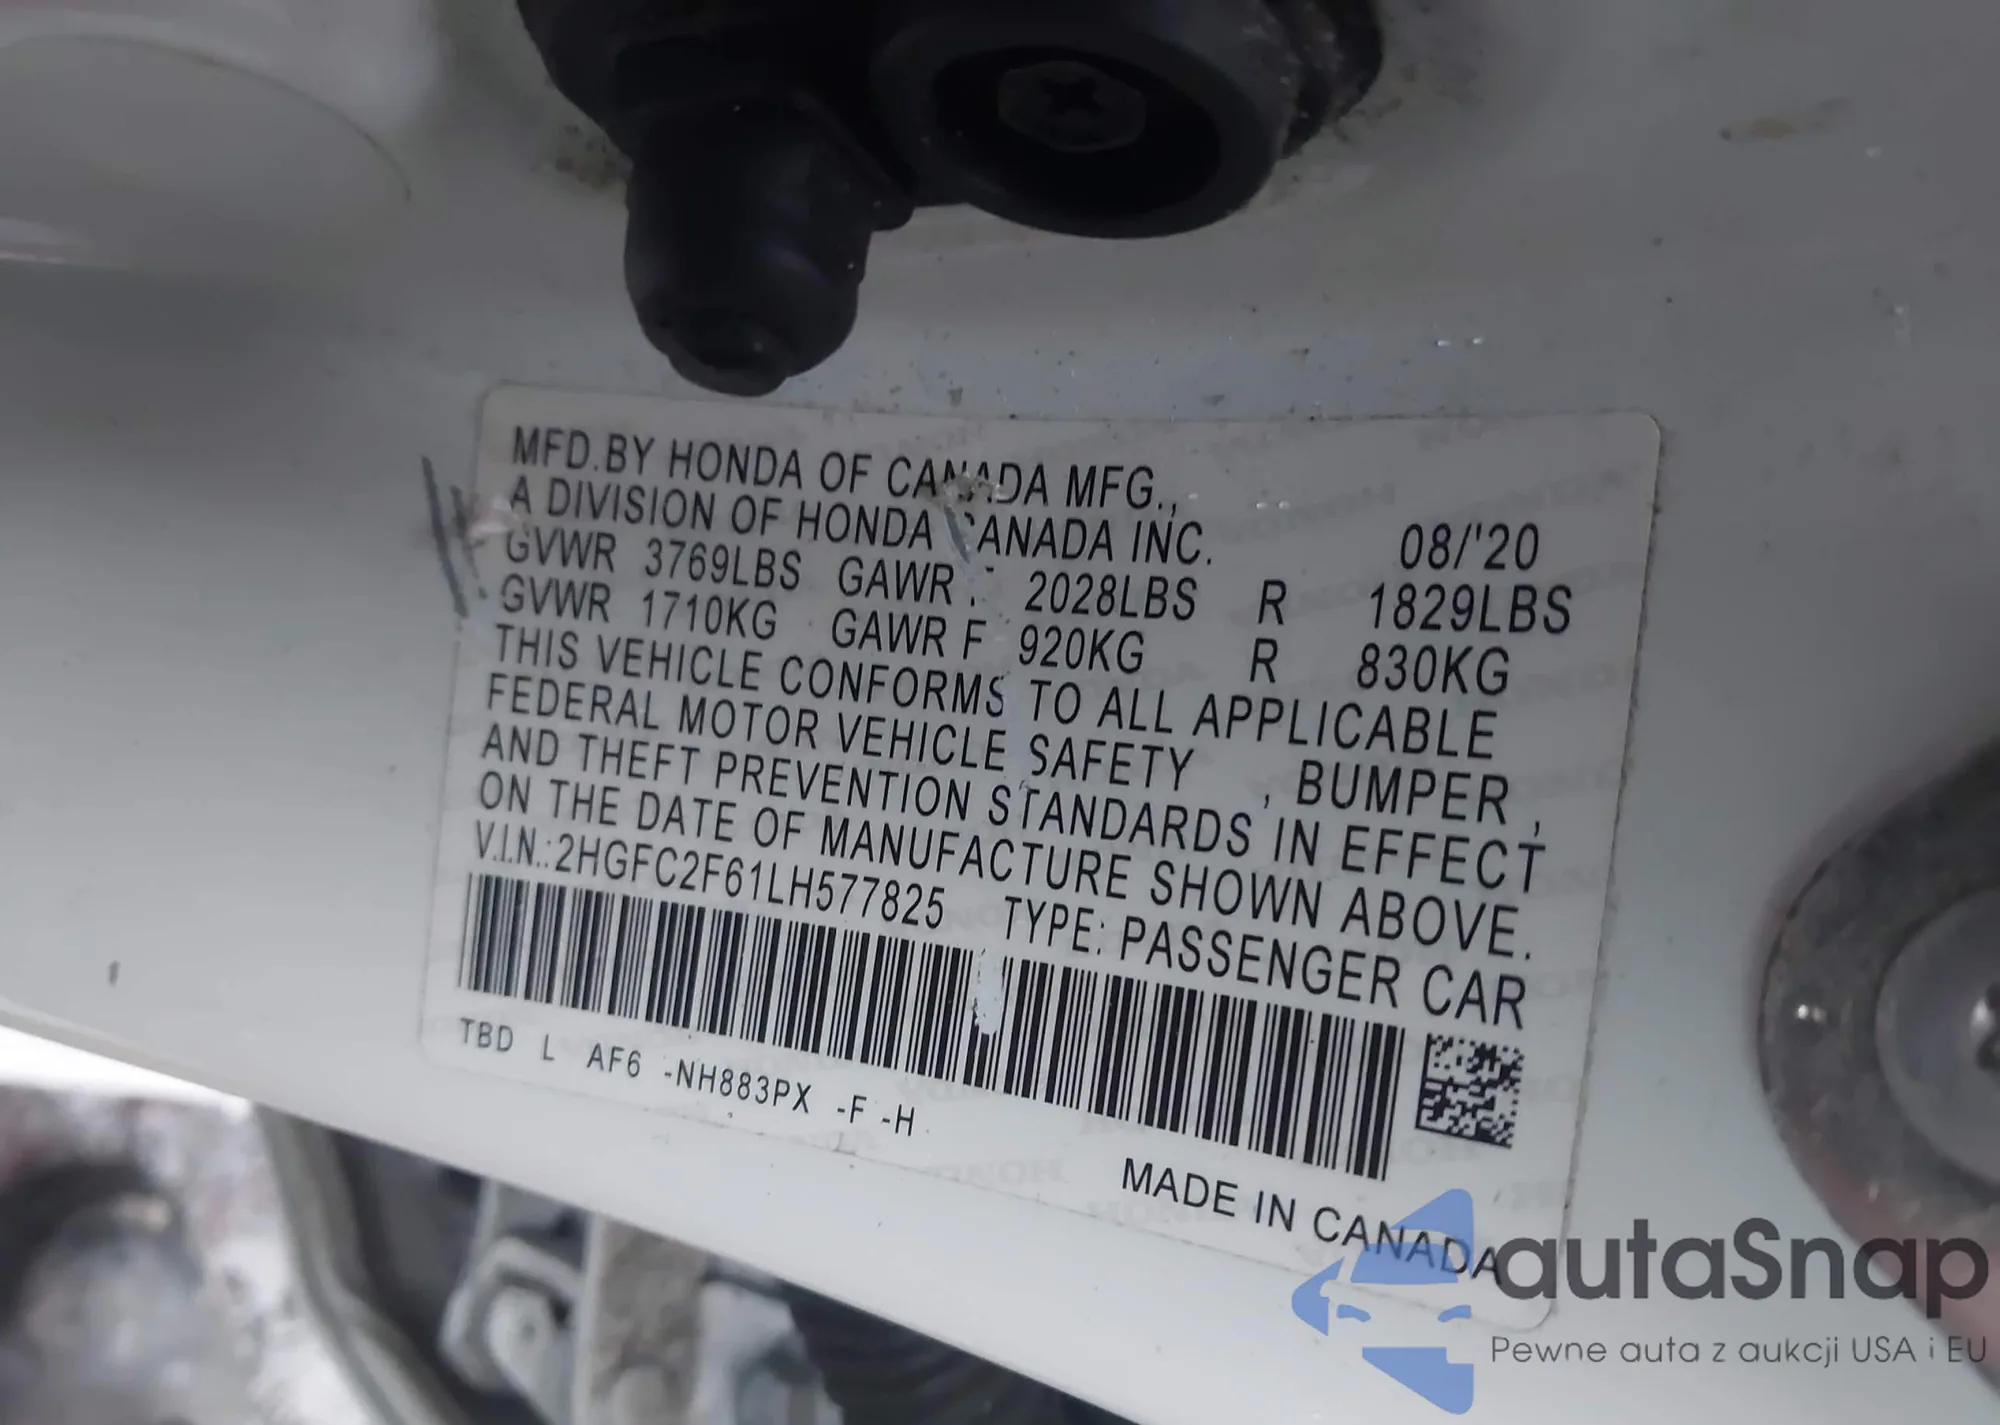 MFD.BY HONDA OF CANADA MFG.,
A DIVISION OF HONDA CANADA INC. 08/'20
GVWR 3769LBS GAWR 2028LBS R 1829LBS
GVWR 1710KG GAWR F 920KG R 830KG
THIS VEHICLE CONFORMS TO ALL APPLICABLE
FEDERAL MOTOR VEHICLE SAFETY , BUMPER ,
AND THEFT PREVENTION STANDARDS IN EFFECT
ON THE DATE OF MANUFACTURE SHOWN ABOVE.
V.I.N.:2HGFC2F61LH577825 TYPE: PASSENGER CAR
TBD L AF6 -NH883PX -F -H
MADE IN CANADA
autaSnap
Pewne auta z aukcji USA i EU